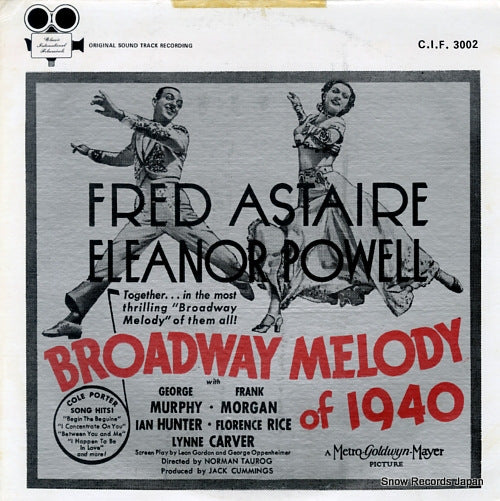 Classic
International
Filmusicals
ORIGINAL SOUND TRACK RECORDING
C.I.F. 3002
FRED ASTAIRE
ELEANOR POWELL
Together... in the most
thrilling "Broadway
Melody" of them all!
BROADWAY MELODY
of 1940
COLE PORTER
SONG HITS!
"Begin The Beguine"
"I Concentrate On You"
"Between You and Me"
"I Happen To Be
In Love"
and more!
with
GEORGE FRANK
MURPHY · MORGAN
IAN HUNTER · FLORENCE RICE
LYNNE CARVER
Screen Play by Leon Gordon and George Oppenheimer
Directed by NORMAN TAUROG
Produced by JACK CUMMINGS
A Metro-Goldwyn-Mayer
PICTURE
Snow Records Japan